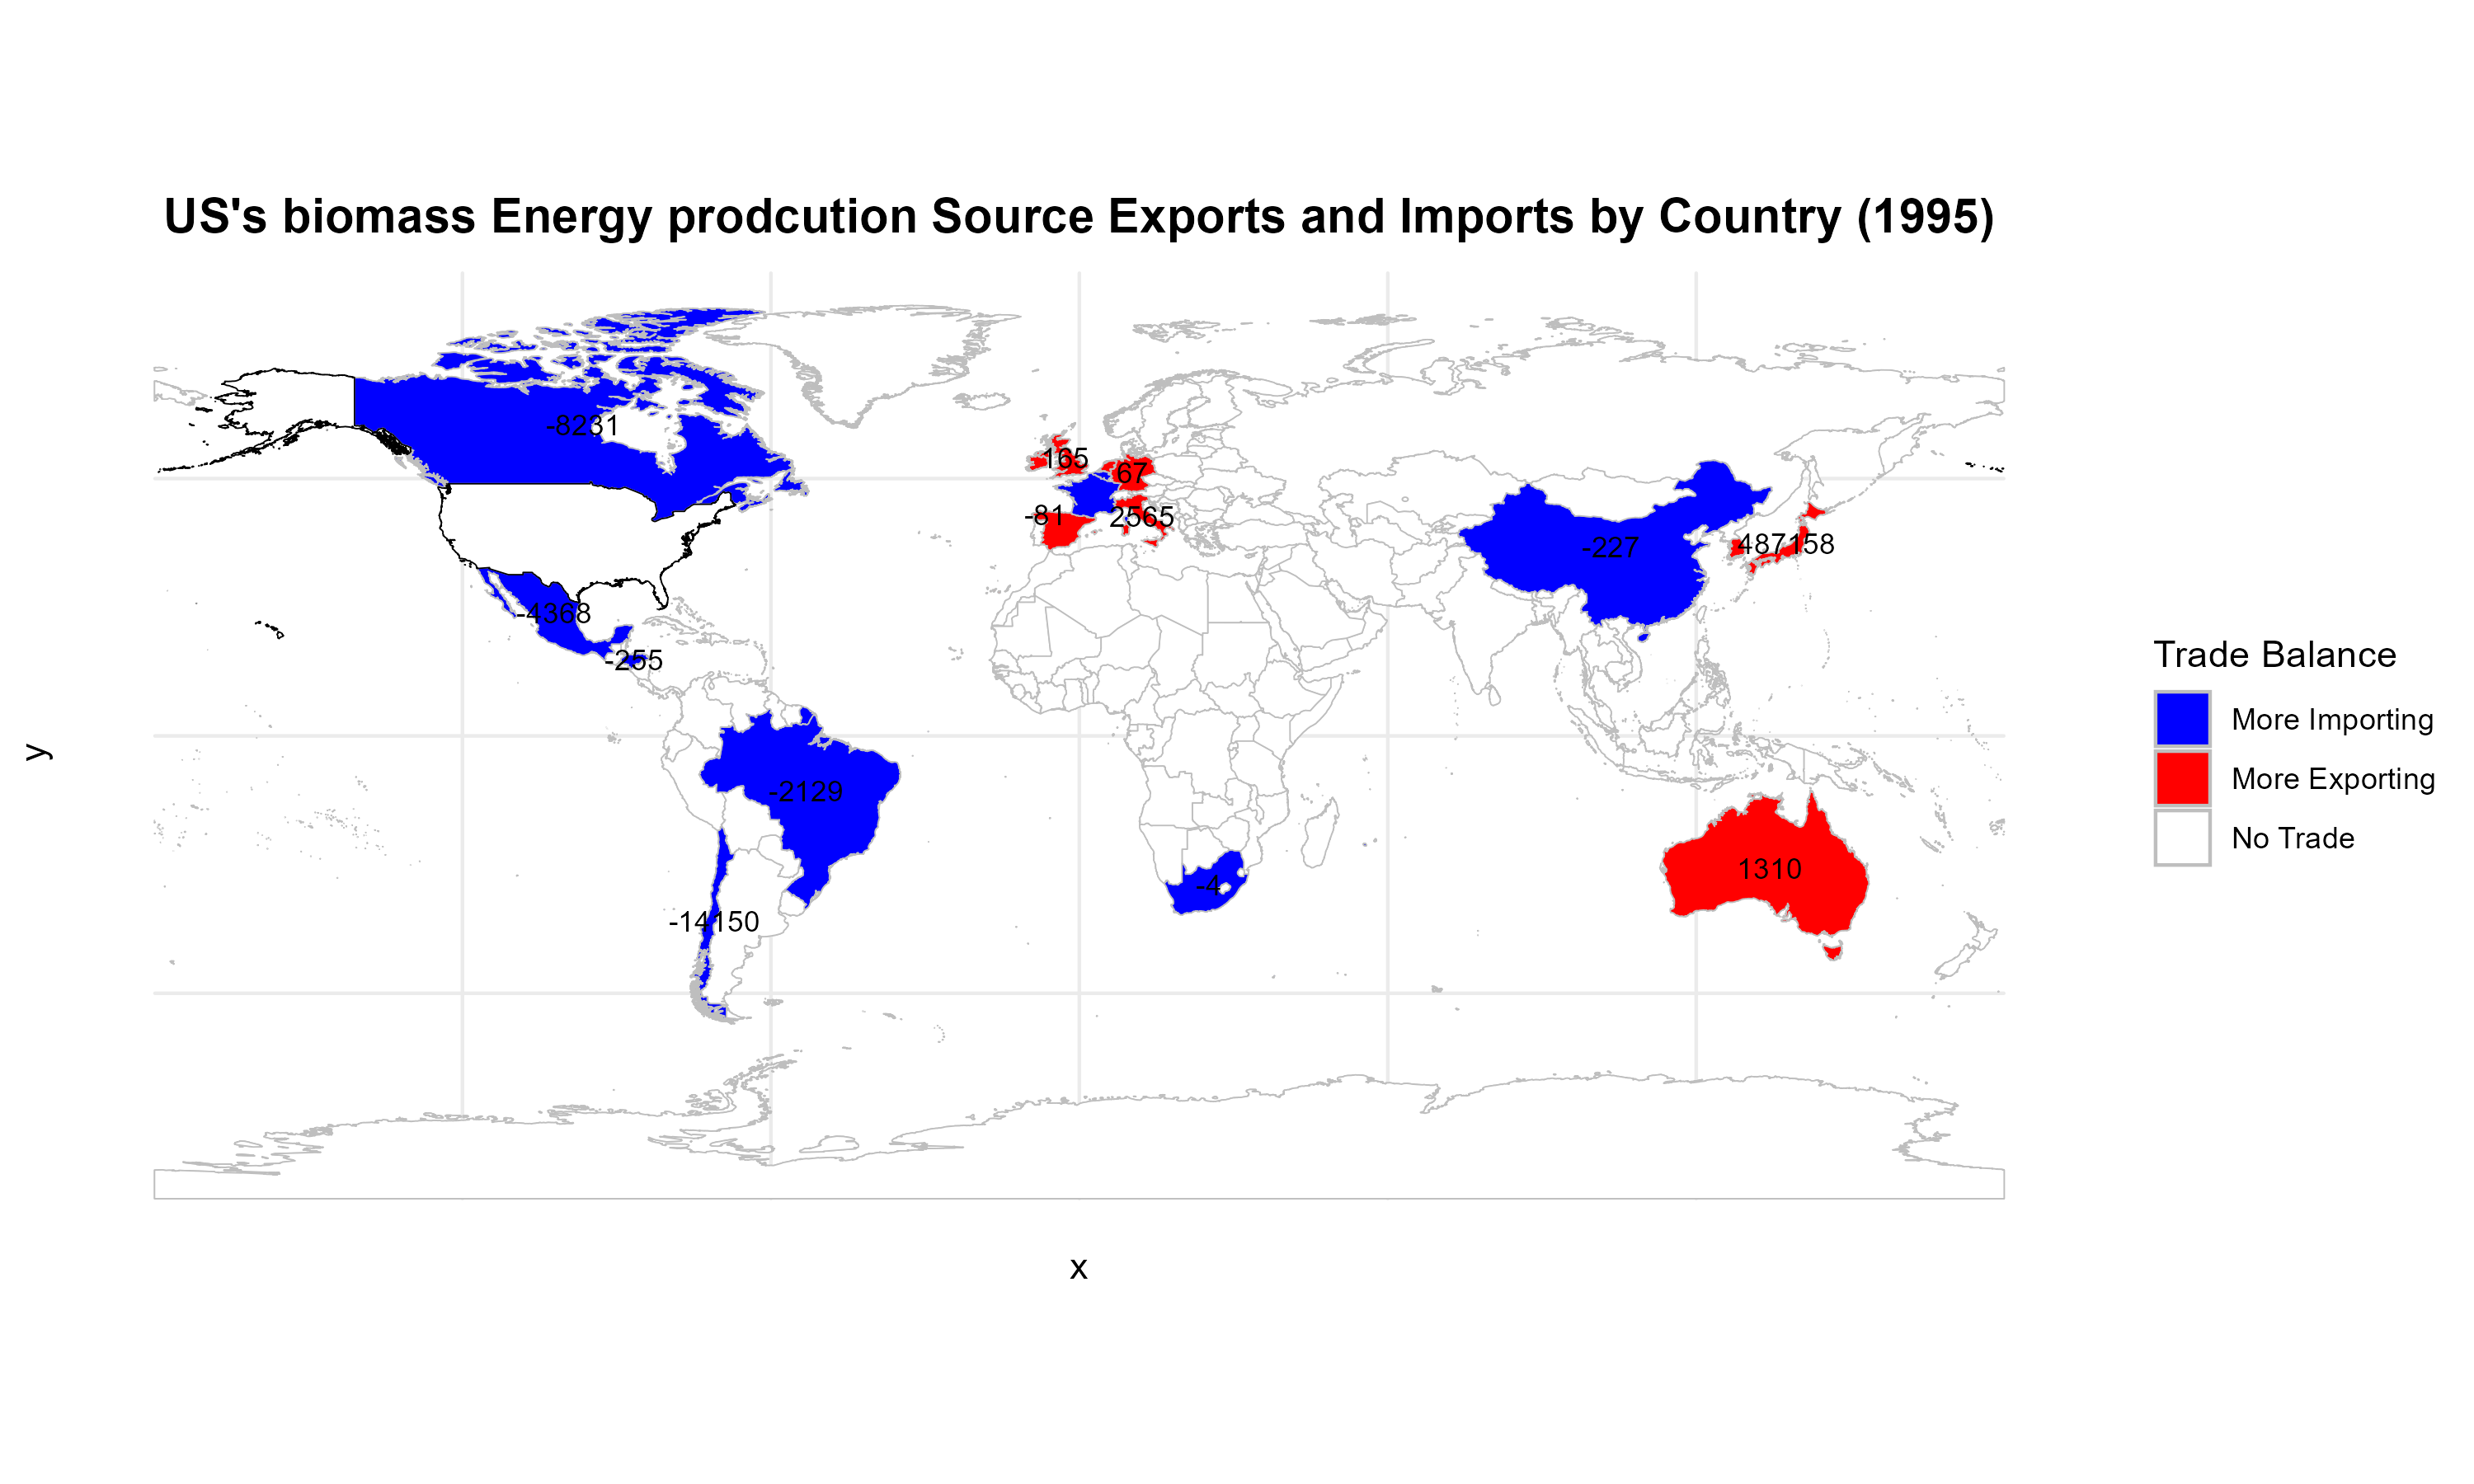 US's biomass Energy prodcution Source Exports and Imports by Country (1995)
-8231
165
67
-81
2565
487158
-227
-4368
-255
-2129
-4
1310
-14150
y
x
Trade Balance
More Importing
More Exporting
No Trade